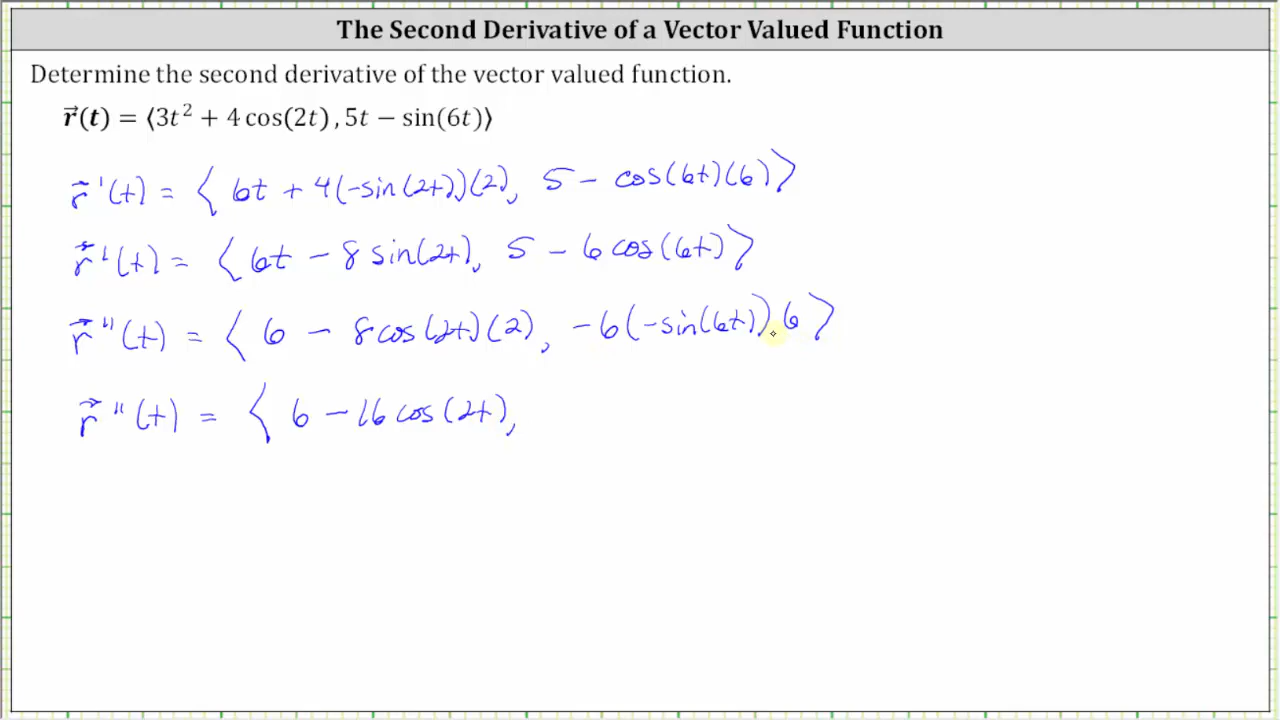 The Second Derivative of a Vector Valued Function
Determine the second derivative of the vector valued function.
r⃗(t) = ⟨3t² + 4 cos(2t), 5t − sin(6t)⟩
r⃗ '(t) = ⟨ 6t + 4(-sin(2t))(2), 5 − cos(6t)(6) ⟩
r⃗ '(t) = ⟨ 6t − 8 sin(2t), 5 − 6 cos(6t) ⟩
r⃗ ''(t) = ⟨ 6 − 8 cos(2t)(2), −6(−sin(6t)) 6 ⟩
r⃗ ''(t) = ⟨ 6 − 16 cos(2t),